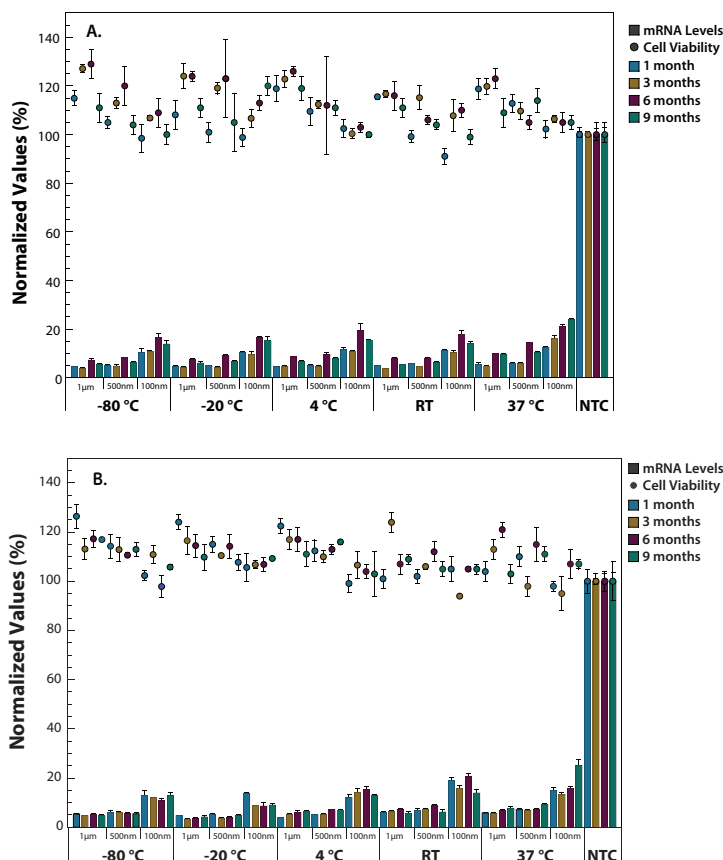 A.
Normalized Values (%)
140
120
100
80
60
40
20
0
mRNA Levels
Cell Viability
1 month
3 months
6 months
9 months
1µm 500nm 100nm 1µm 500nm 100nm 1µm 500nm 100nm 1µm 500nm 100nm 1µm 500nm 100nm
-80 °C -20 °C 4 °C RT 37 °C NTC
B.
Normalized Values (%)
140
120
100
80
60
40
20
0
mRNA Levels
Cell Viability
1 month
3 months
6 months
9 months
1µm 500nm 100nm 1µm 500nm 100nm 1µm 500nm 100nm 1µm 500nm 100nm 1µm 500nm 100nm
-80 °C -20 °C 4 °C RT 37 °C NTC